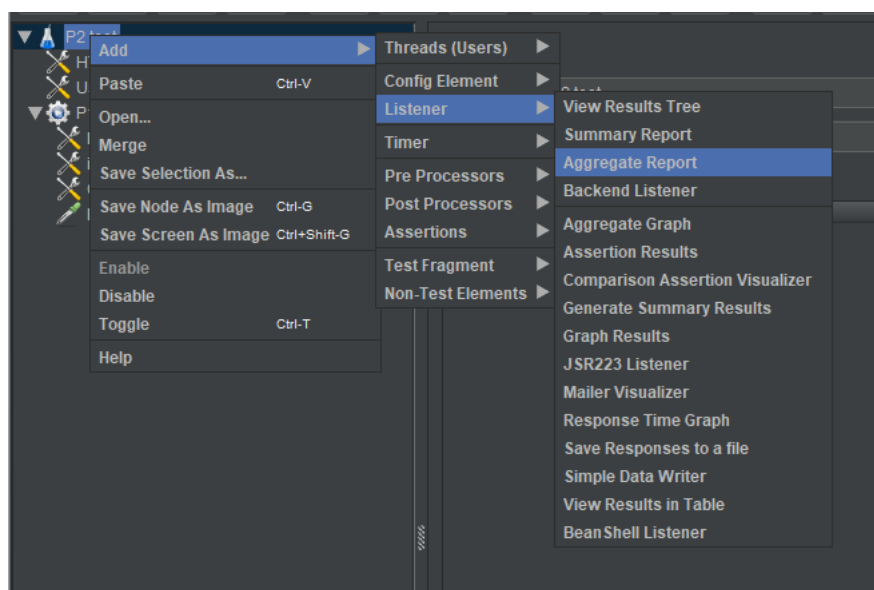 P2 test
Add
Paste Ctrl-V
Open...
Merge
Save Selection As...
Save Node As Image Ctrl-G
Save Screen As Image Ctrl+Shift-G
Enable
Disable
Toggle Ctrl-T
Help
Threads (Users)
Config Element
Listener
Timer
Pre Processors
Post Processors
Assertions
Test Fragment
Non-Test Elements
View Results Tree
Summary Report
Aggregate Report
Backend Listener
Aggregate Graph
Assertion Results
Comparison Assertion Visualizer
Generate Summary Results
Graph Results
JSR223 Listener
Mailer Visualizer
Response Time Graph
Save Responses to a file
Simple Data Writer
View Results in Table
BeanShell Listener